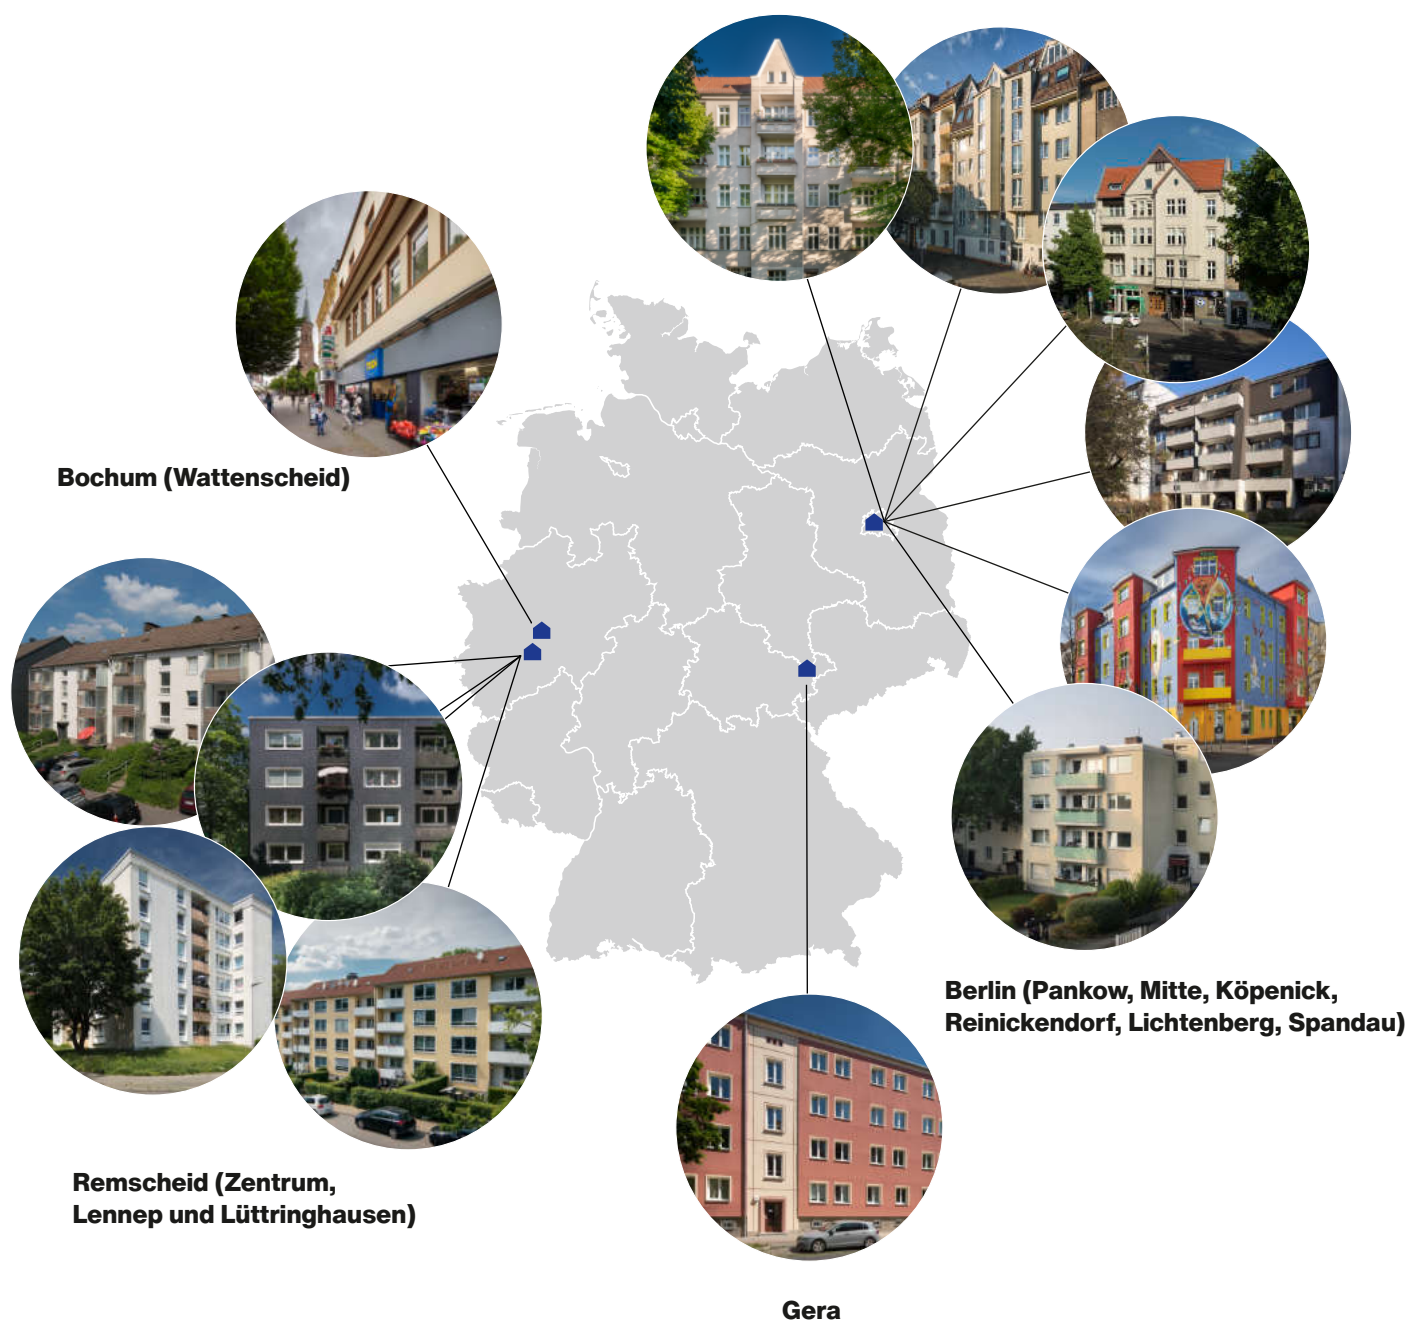 Bochum (Wattenscheid)
Berlin (Pankow, Mitte, Köpenick,
Reinickendorf, Lichtenberg, Spandau)
Remscheid (Zentrum,
Lennep und Lüttringhausen)
Gera